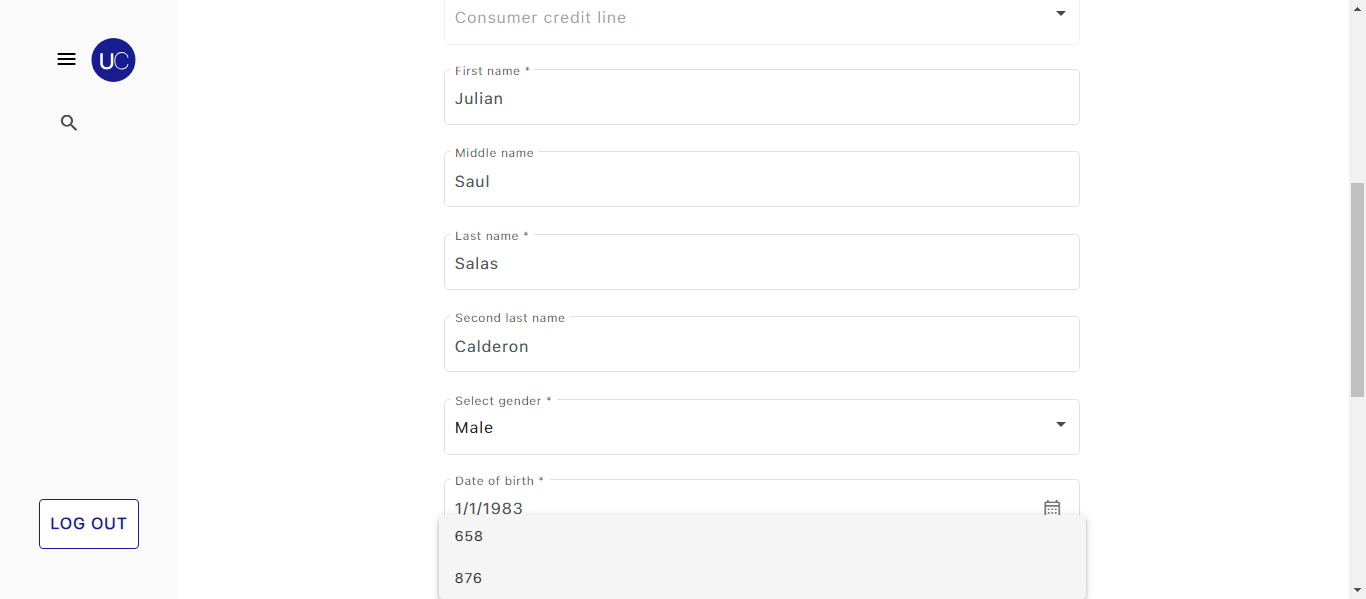 Consumer credit line
UC
First name *
Julian
Middle name
Saul
Last name *
Salas
Second last name
Calderon
Select gender *
Male
Date of birth *
1/1/1983
LOG OUT
658
876